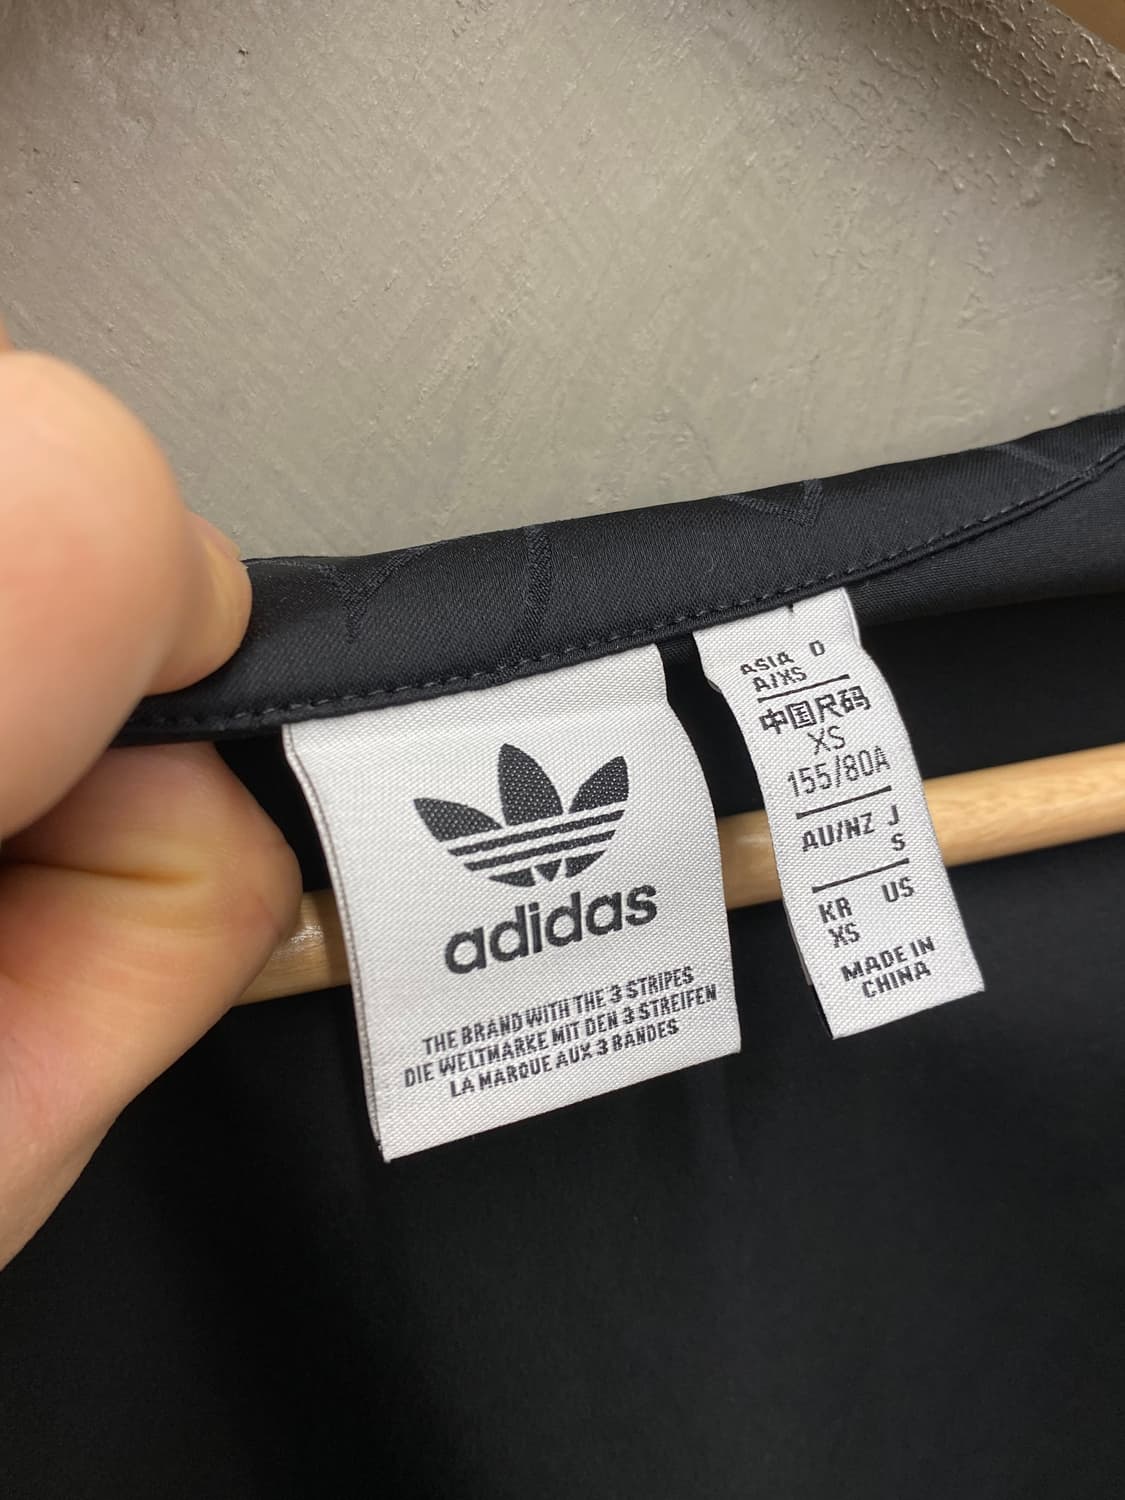 adidas
THE BRAND WITH THE 3 STRIPES
DIE WELTMARKE MIT DEN 3 STREIFEN
LA MARQUE AUX 3 BANDES
ASIA D
A/XS
中国尺码
XS
155/80A
AU/NZ J
S
KR US
XS
MADE IN
CHINA